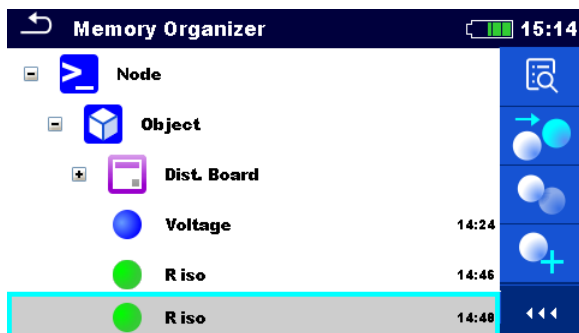 Memory Organizer 15:14
Node
Object
Dist. Board
Voltage 14:24
R iso 14:46
R iso 14:48